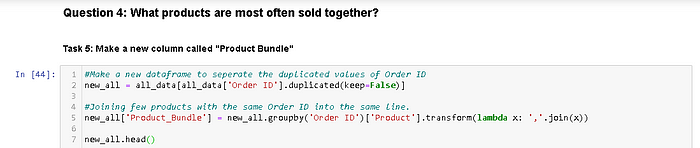 Question 4: What products are most often sold together?
Task 5: Make a new column called "Product Bundle"
In [44]:
1 #Make a new dataframe to seperate the duplicated values of Order ID
2 new_all = all_data[all_data['Order ID'].duplicated(keep=False)]
3
4 #Joining few products with the same Order ID into the same line.
5 new_all['Product_Bundle'] = new_all.groupby('Order ID')['Product'].transform(lambda x: ','.join(x))
6
7 new_all.head()